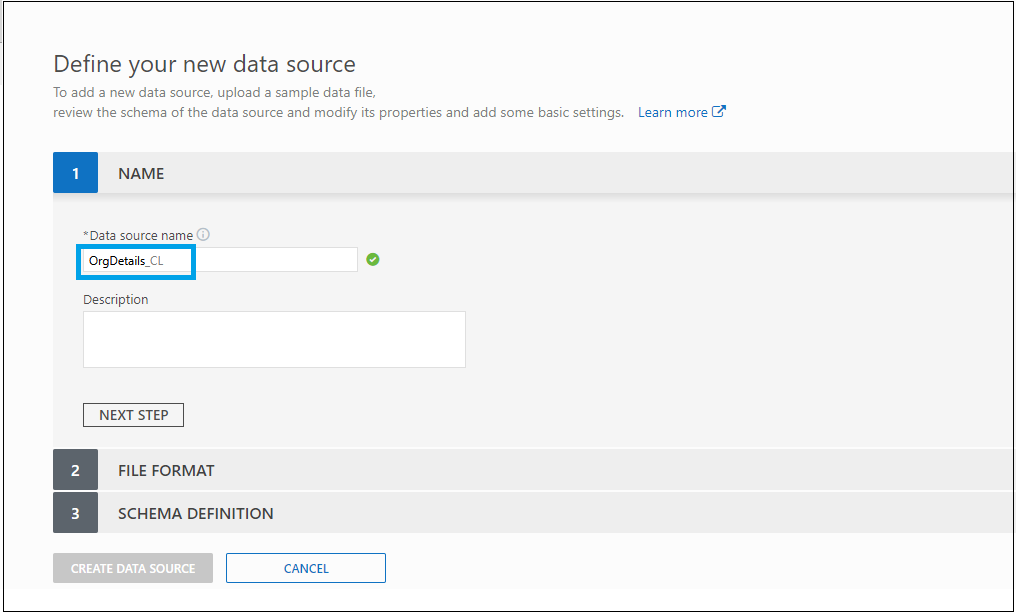 Define your new data source
To add a new data source, upload a sample data file,
review the schema of the data source and modify its properties and add some basic settings. Learn more
1 NAME
*Data source name
OrgDetails_CL
Description
NEXT STEP
2 FILE FORMAT
3 SCHEMA DEFINITION
CREATE DATA SOURCE CANCEL